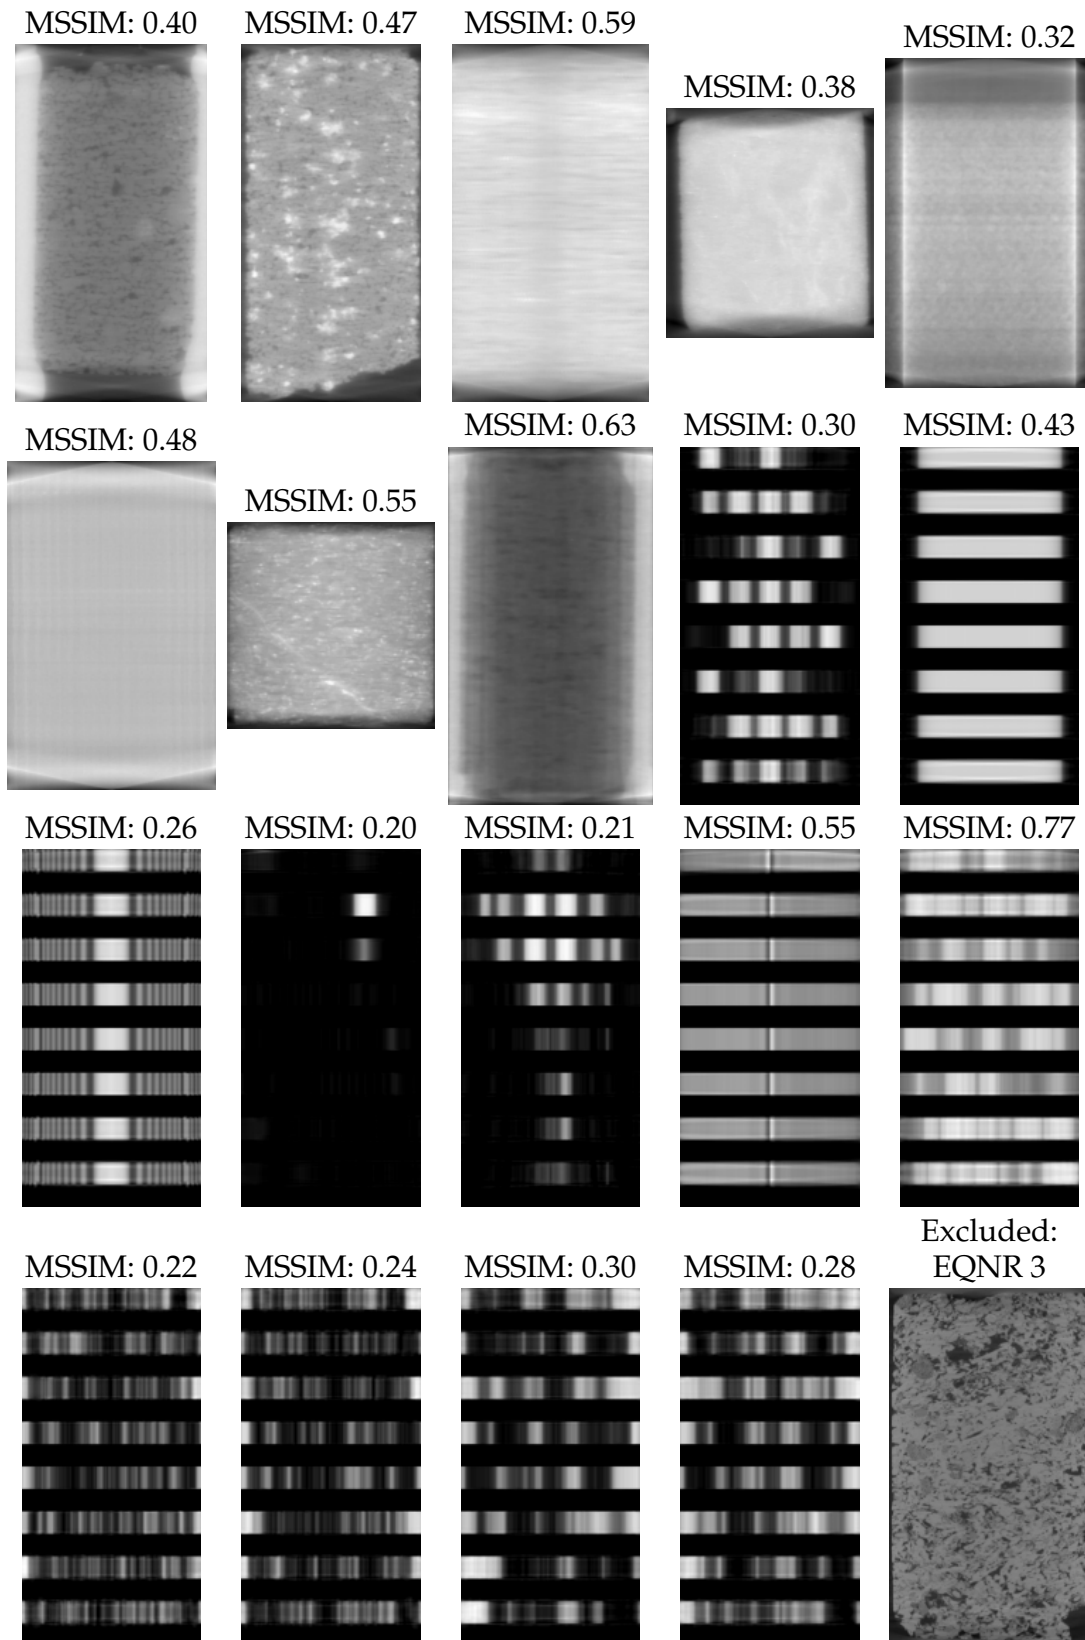 MSSIM: 0.40
MSSIM: 0.47
MSSIM: 0.59
MSSIM: 0.38
MSSIM: 0.32
MSSIM: 0.48
MSSIM: 0.55
MSSIM: 0.63
MSSIM: 0.30
MSSIM: 0.43
MSSIM: 0.26
MSSIM: 0.20
MSSIM: 0.21
MSSIM: 0.55
MSSIM: 0.77
MSSIM: 0.22
MSSIM: 0.24
MSSIM: 0.30
MSSIM: 0.28
Excluded:
EQNR 3